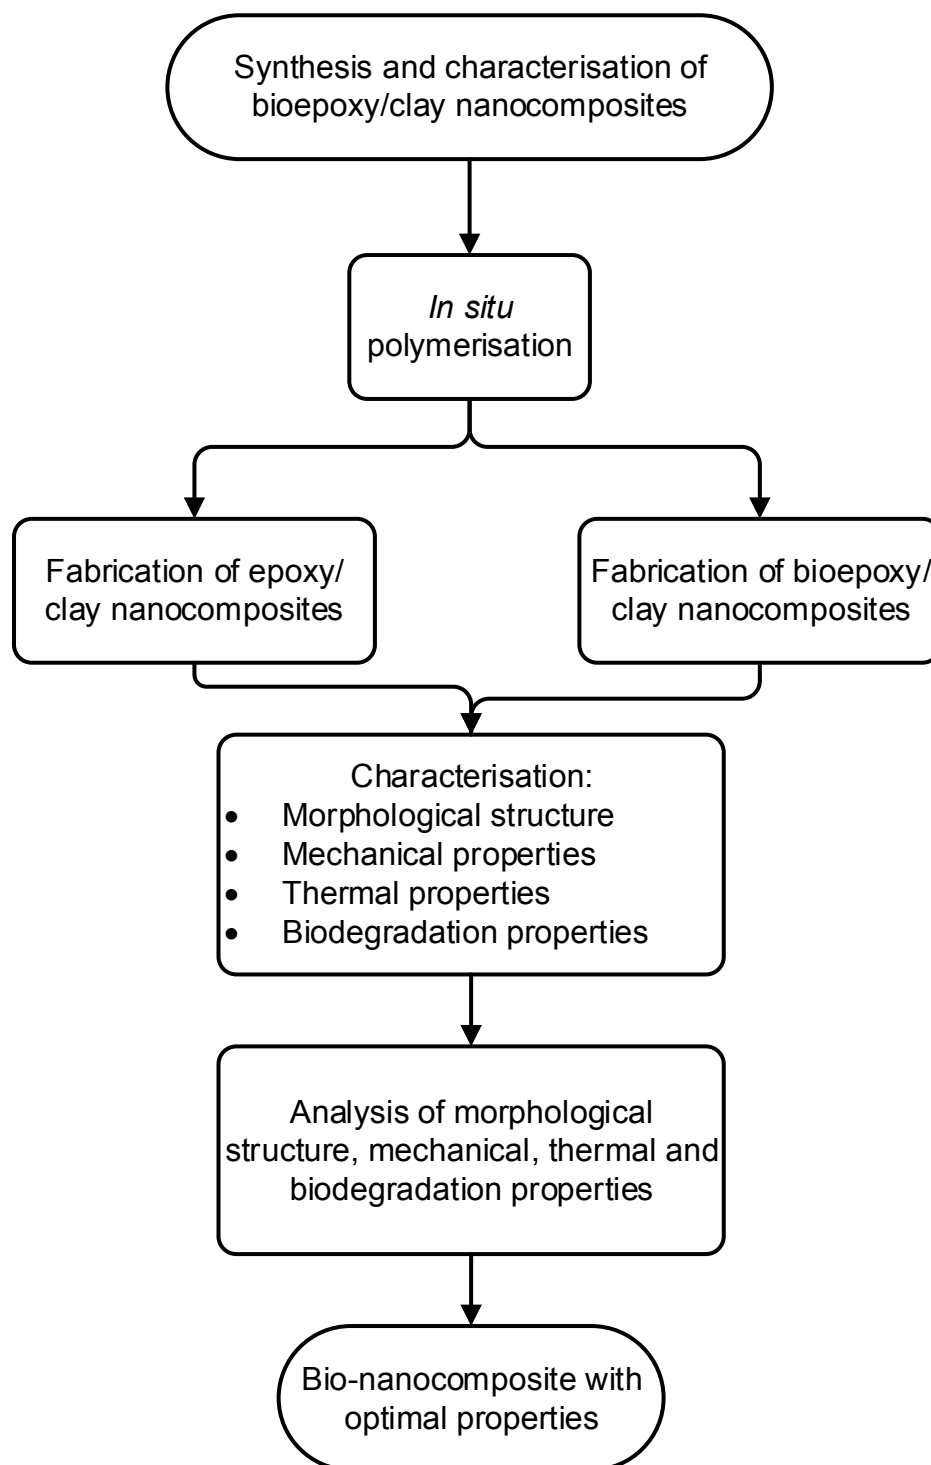 Synthesis and characterisation of
bioepoxy/clay nanocomposites
In situ
polymerisation
Fabrication of epoxy/
clay nanocomposites
Fabrication of bioepoxy/
clay nanocomposites
Characterisation:
• Morphological structure
• Mechanical properties
• Thermal properties
• Biodegradation properties
Analysis of morphological
structure, mechanical, thermal and
biodegradation properties
Bio-nanocomposite with
optimal properties